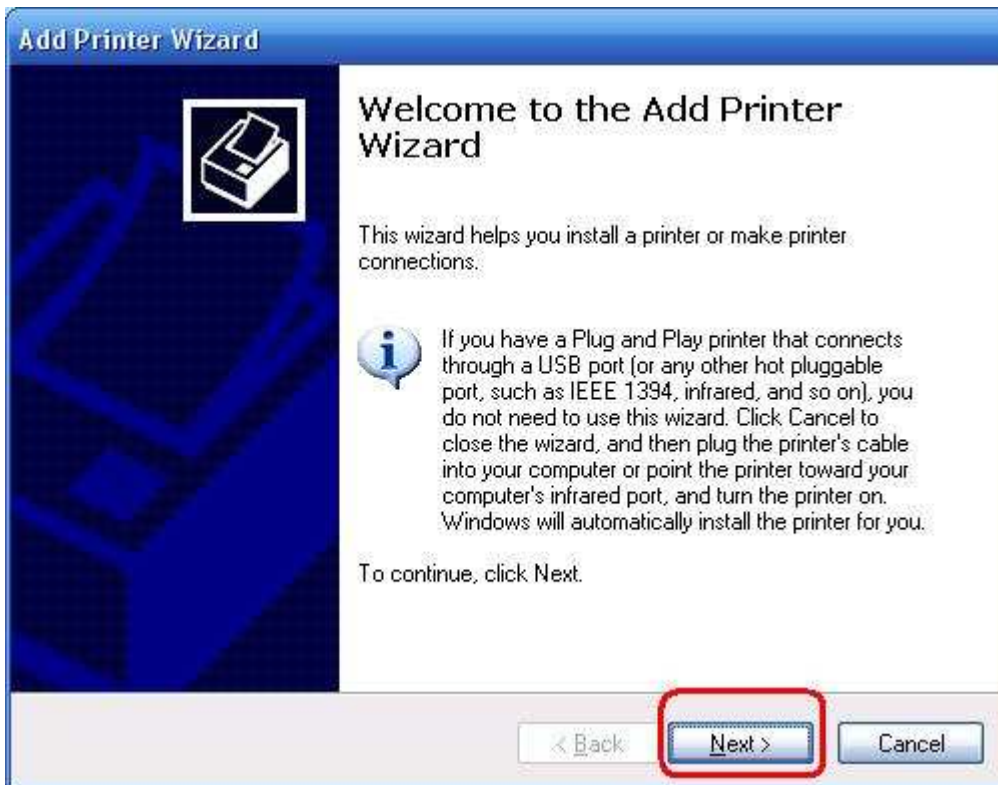 Add Printer Wizard
Welcome to the Add Printer
Wizard
This wizard helps you install a printer or make printer
connections.
If you have a Plug and Play printer that connects
through a USB port (or any other hot pluggable
port, such as IEEE 1394, infrared, and so on), you
do not need to use this wizard. Click Cancel to
close the wizard, and then plug the printer's cable
into your computer or point the printer toward your
computer's infrared port, and turn the printer on.
Windows will automatically install the printer for you.
To continue, click Next.
< Back Next > Cancel